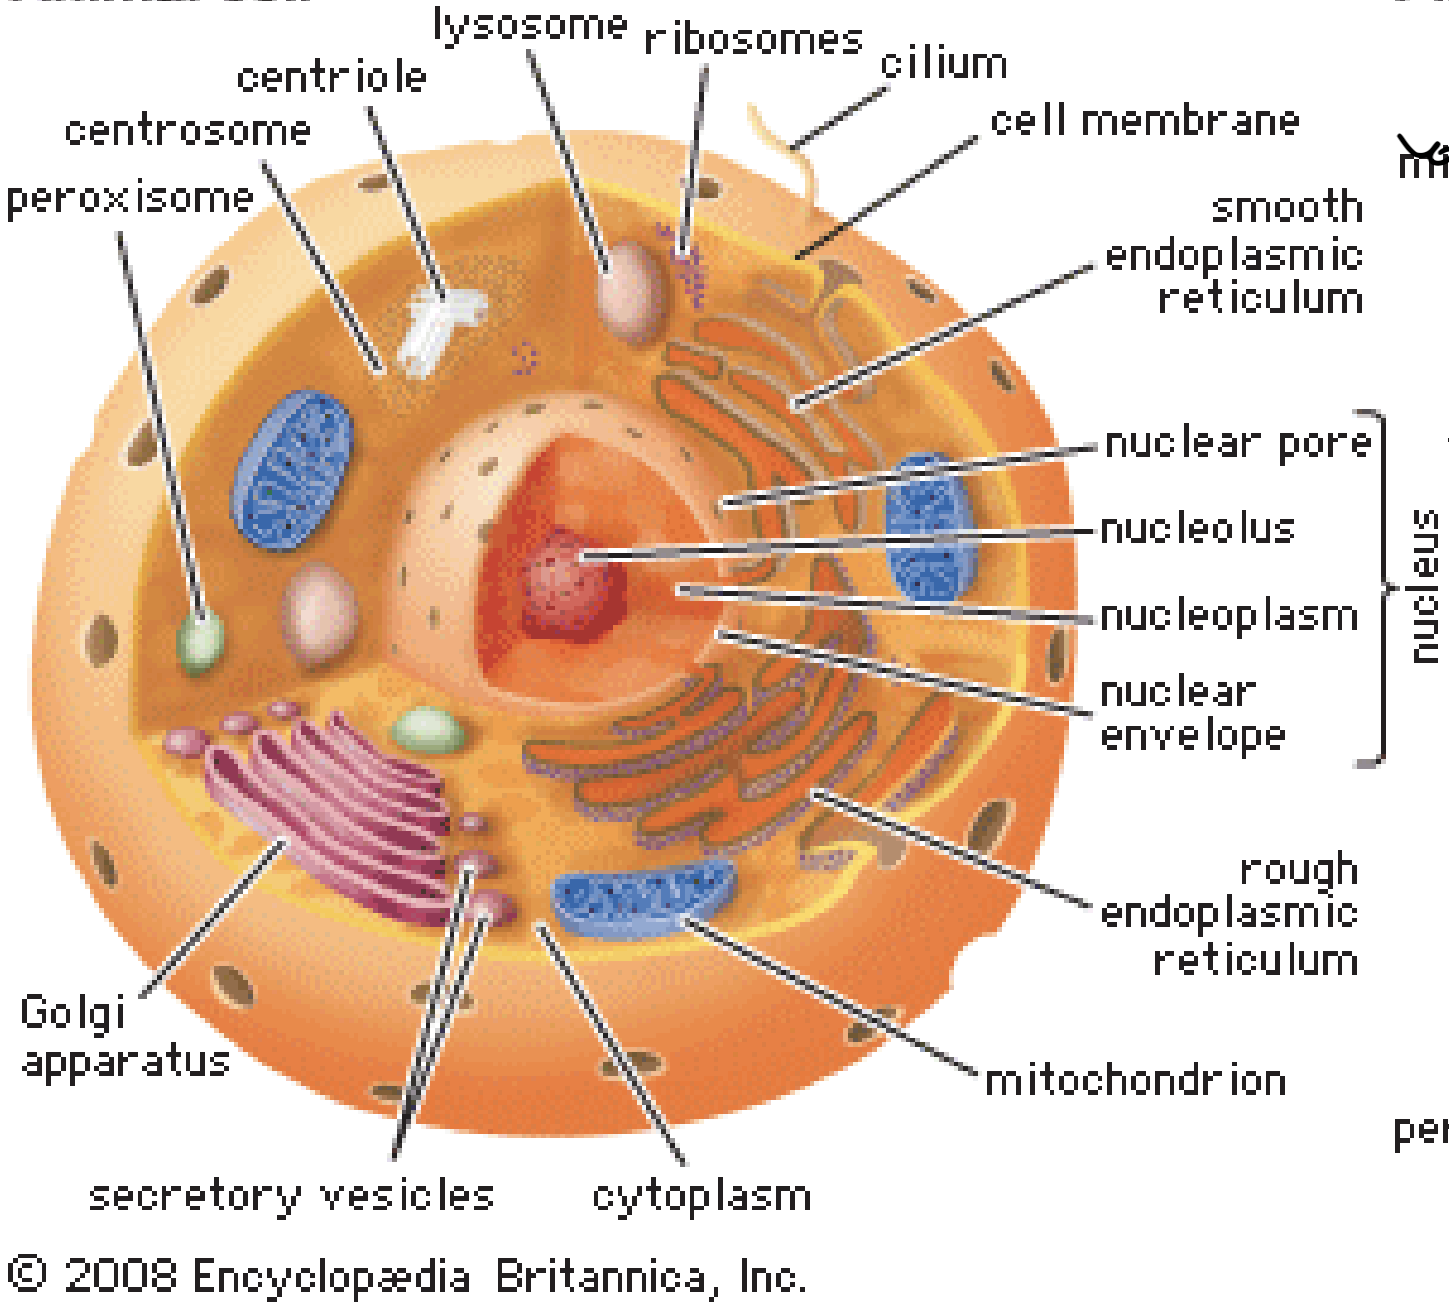 lysosome
ribosomes
cilium
centriole
cell membrane
centrosome
peroxisome
smooth
endoplasmic
reticulum
nuclear pore
nucleolus
nucleus
nucleoplasm
nuclear
envelope
rough
endoplasmic
reticulum
Golgi
apparatus
mitochondrion
secretory vesicles
cytoplasm
© 2008 Encyclopædia Britannica, Inc.